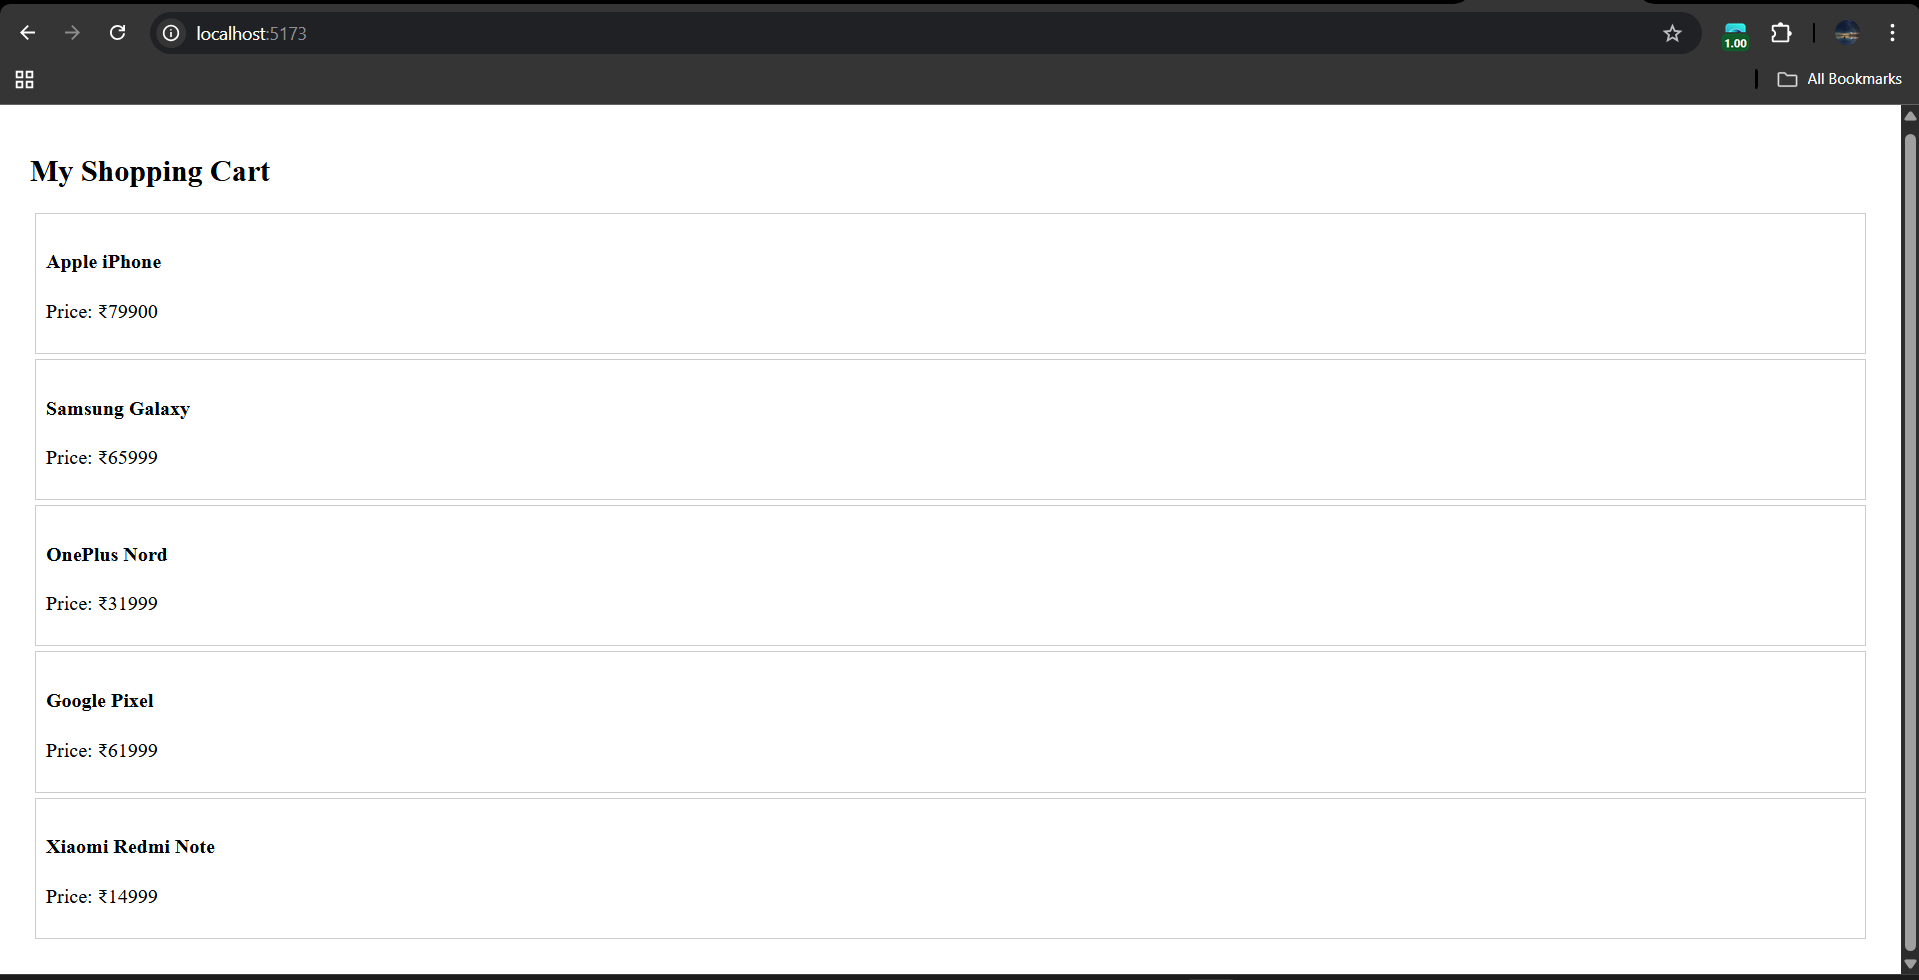 localhost:5173
1.00
All Bookmarks
My Shopping Cart
Apple iPhone
Price: ₹79900
Samsung Galaxy
Price: ₹65999
OnePlus Nord
Price: ₹31999
Google Pixel
Price: ₹61999
Xiaomi Redmi Note
Price: ₹14999